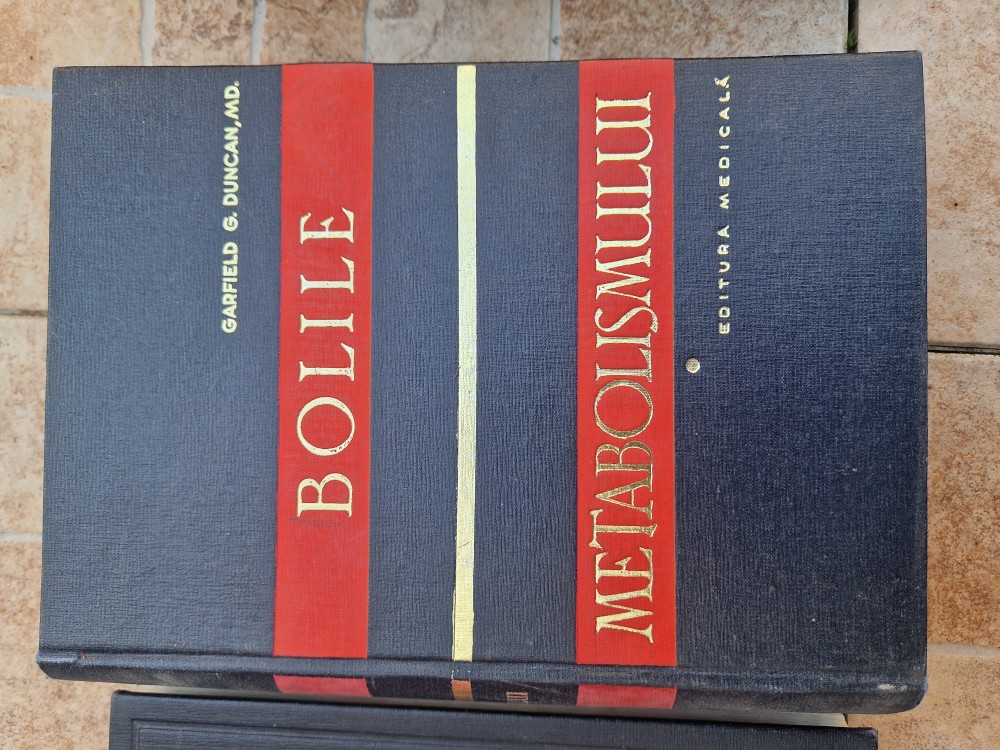 GARFIELD G. DUNCAN, MD.
BOLILE
METABOLISMULUI
EDITURA MEDICALĂ